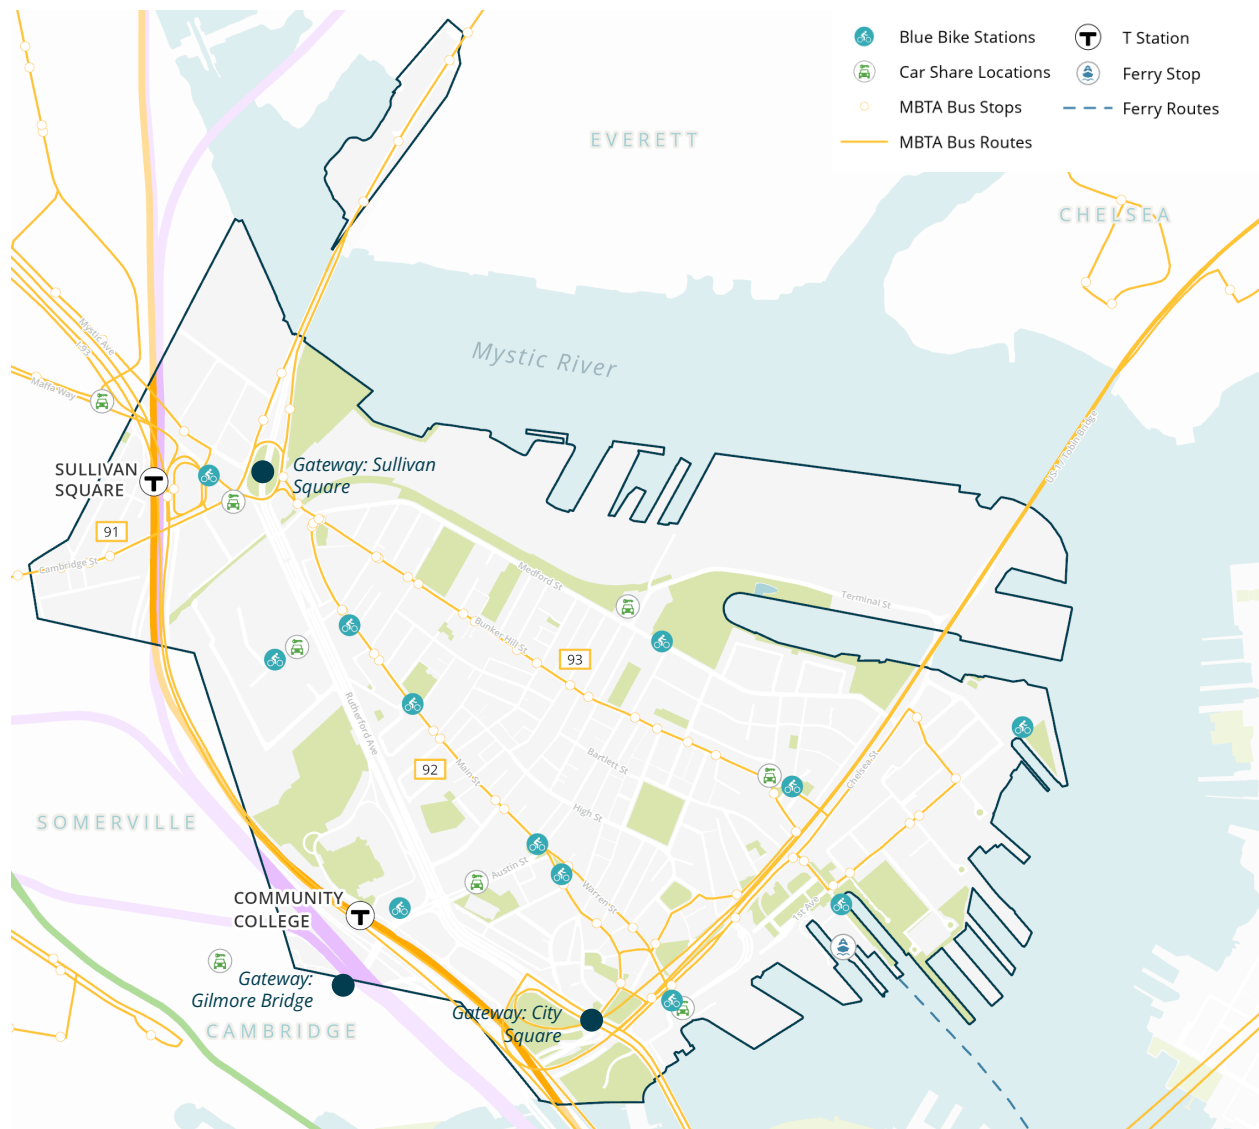 Blue Bike Stations
T Station
Car Share Locations
Ferry Stop
MBTA Bus Stops
Ferry Routes
MBTA Bus Routes
EVERETT
CHELSEA
Mystic River
Mystic Ave
I-93
Maffa Way
US-1 / Tobin Bridge
SULLIVAN
SQUARE
Gateway: Sullivan
Square
91
Cambridge St
Medford St
Terminal St
Bunker Hill St
93
Rutherford Ave
92
Main St
Bartlett St
Chelsea St
High St
SOMERVILLE
Austin St
Warren St
1st Ave
COMMUNITY
COLLEGE
Gateway:
Gilmore Bridge
CAMBRIDGE
Gateway: City
Square